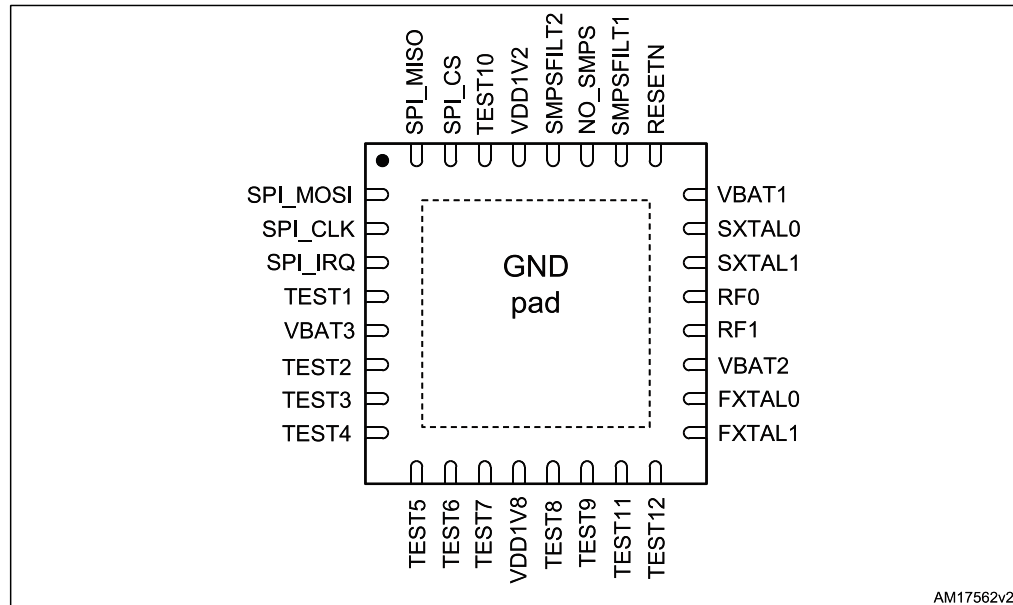 SPI_MISO
SPI_CS
TEST10
VDD1V2
SMPSFILT2
NO_SMPS
SMPSFILT1
RESETN
SPI_MOSI
SPI_CLK
SPI_IRQ
TEST1
VBAT3
TEST2
TEST3
TEST4
GND
pad
VBAT1
SXTAL0
SXTAL1
RF0
RF1
VBAT2
FXTAL0
FXTAL1
TEST5
TEST6
TEST7
VDD1V8
TEST8
TEST9
TEST11
TEST12
AM17562v2